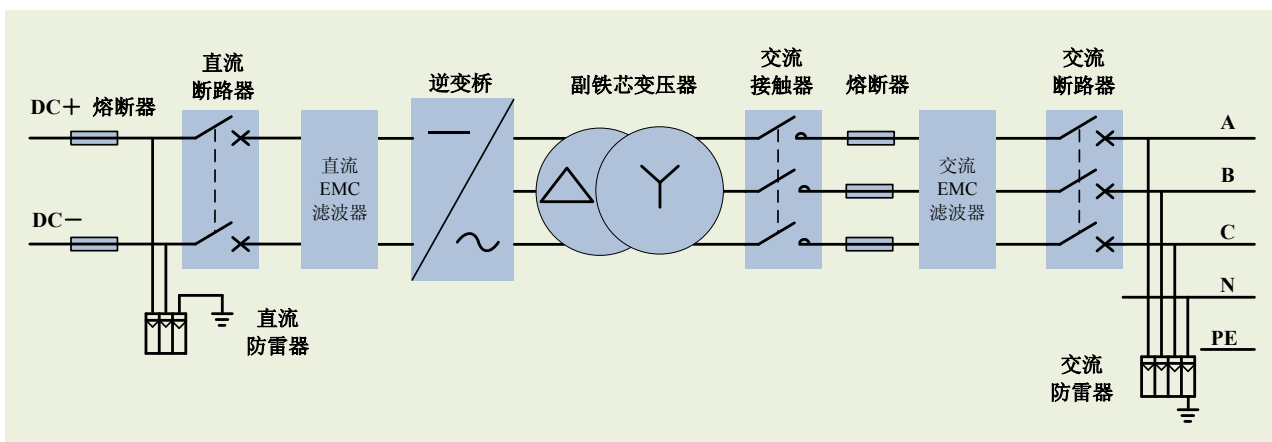 直流
断路器
DC＋ 熔断器
DC－
直流
EMC
滤波器
逆变桥
副铁芯变压器
交流
接触器
熔断器
交流
EMC
滤波器
交流
断路器
A
B
C
N
PE
直流
防雷器
交流
防雷器